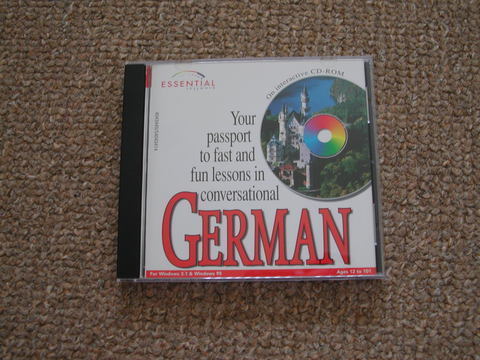 ESSENTIAL
On interactive CD-ROM
Your
passport
to fast and
fun lessons in
conversational
GERMAN
For Windows 3.1 & Windows 95
Ages 12 to 101